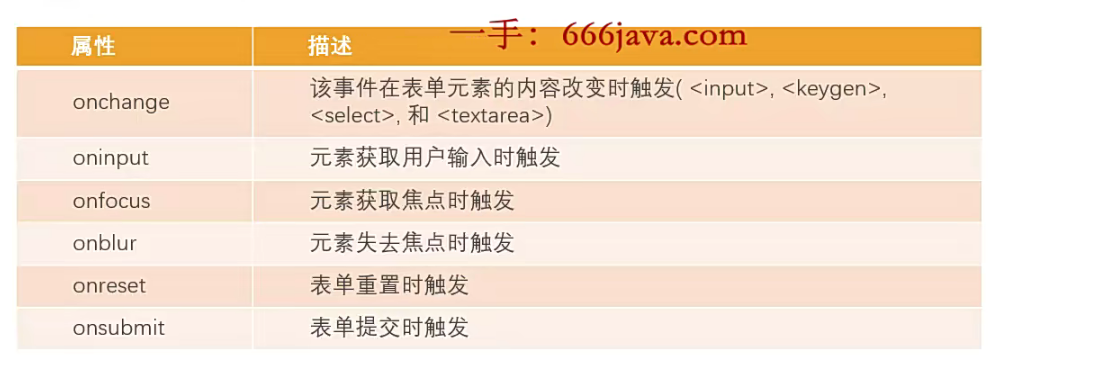 一手：666java.com
属性 描述
onchange 该事件在表单元素的内容改变时触发( <input>, <keygen>,
<select>, 和 <textarea>)
oninput 元素获取用户输入时触发
onfocus 元素获取焦点时触发
onblur 元素失去焦点时触发
onreset 表单重置时触发
onsubmit 表单提交时触发